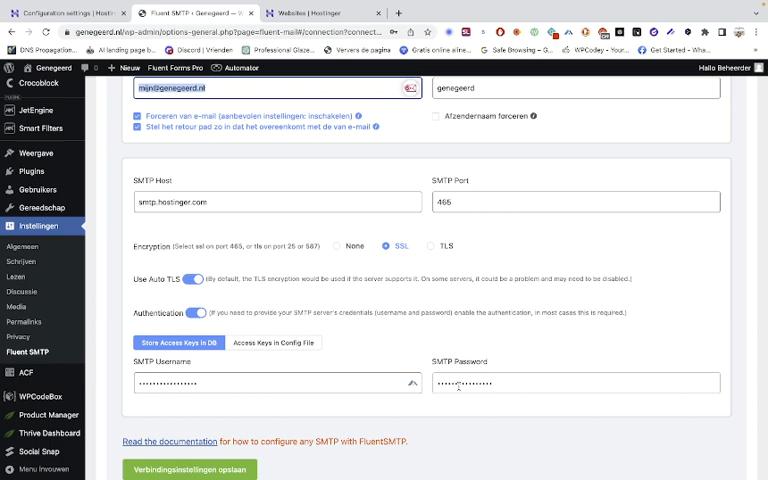 Configuration settings | Hostin
Fluent SMTP ‹ Genegeerd — W
Websites | Hostinger
genegeerd.nl/wp-admin/options-general.php?page=fluent-mail#/connection?connect...
DNS Propagation...
AI landing page b...
Discord | Vrienden
Professional Glaze...
Ververs de pagina
Gratis online aline...
Safe Browsing – G...
WPCodey - Your...
Get Started - Wha...
Genegeerd
0
Nieuw
Fluent Forms Pro
Automator
Hallo Beheerder
Crocoblock
JetEngine
Smart Filters
Weergave
Plugins
Gebruikers
Gereedschap
Instellingen
Algemeen
Schrijven
Lezen
Discussie
Media
Permalinks
Privacy
Fluent SMTP
ACF
WPCodeBox
Product Manager
Thrive Dashboard
Social Snap
Menu invouwen
mijn@genegeerd.nl
genegeerd
Forceren van e-mail (aanbevolen instellingen: inschakelen)
Afzendernaam forceren
Stel het retour pad zo in dat het overeenkomt met de van e-mail
SMTP Host
SMTP Port
smtp.hostinger.com
465
Encryption (Select ssl on port 465, or tls on port 25 or 587)
None
SSL
TLS
Use Auto TLS
(By default, the TLS encryption would be used if the server supports it. On some servers, it could be a problem and may need to be disabled.)
Authentication
(If you need to provide your SMTP server's credentials (username and password) enable the authentication, in most cases this is required.)
Store Access Keys in DB
Access Keys in Config File
SMTP Username
SMTP Password
Read the documentation for how to configure any SMTP with FluentSMTP.
Verbindingsinstellingen opslaan